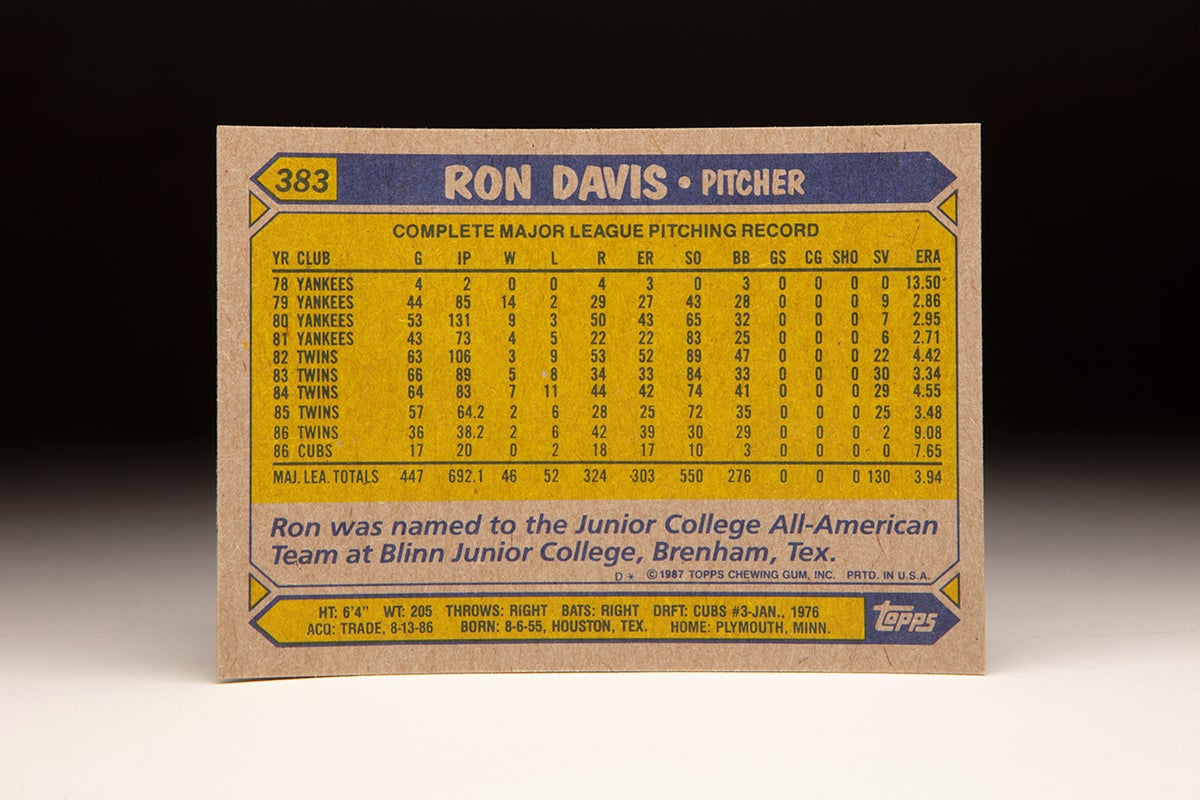 383 RON DAVIS • PITCHER
COMPLETE MAJOR LEAGUE PITCHING RECORD
YR CLUB G IP W L R ER SO BB GS CG SHO SV ERA
78 YANKEES 4 2 0 0 4 3 0 3 0 0 0 0 13.50
79 YANKEES 44 85 14 2 29 27 43 28 0 0 0 9 2.86
80 YANKEES 53 131 9 3 50 43 65 32 0 0 0 7 2.95
81 YANKEES 43 73 4 5 22 22 83 25 0 0 0 6 2.71
82 TWINS 63 106 3 9 53 52 89 47 0 0 0 22 4.42
83 TWINS 66 89 5 8 34 33 84 33 0 0 0 30 3.34
84 TWINS 64 83 7 11 44 42 74 41 0 0 0 29 4.55
85 TWINS 57 64.2 2 6 28 25 72 35 0 0 0 25 3.48
86 TWINS 36 38.2 2 6 42 39 30 29 0 0 0 2 9.08
86 CUBS 17 20 0 2 18 17 10 3 0 0 0 0 7.65
MAJ. LEA. TOTALS 447 692.1 46 52 324 303 550 276 0 0 0 130 3.94
Ron was named to the Junior College All-American
Team at Blinn Junior College, Brenham, Tex.
D * ©1987 TOPPS CHEWING GUM, INC. PRTD. IN U.S.A.
HT: 6'4" WT: 205 THROWS: RIGHT BATS: RIGHT DRFT: CUBS #3-JAN., 1976
ACQ: TRADE, 8-13-86 BORN: 8-6-55, HOUSTON, TEX. HOME: PLYMOUTH, MINN.
topps